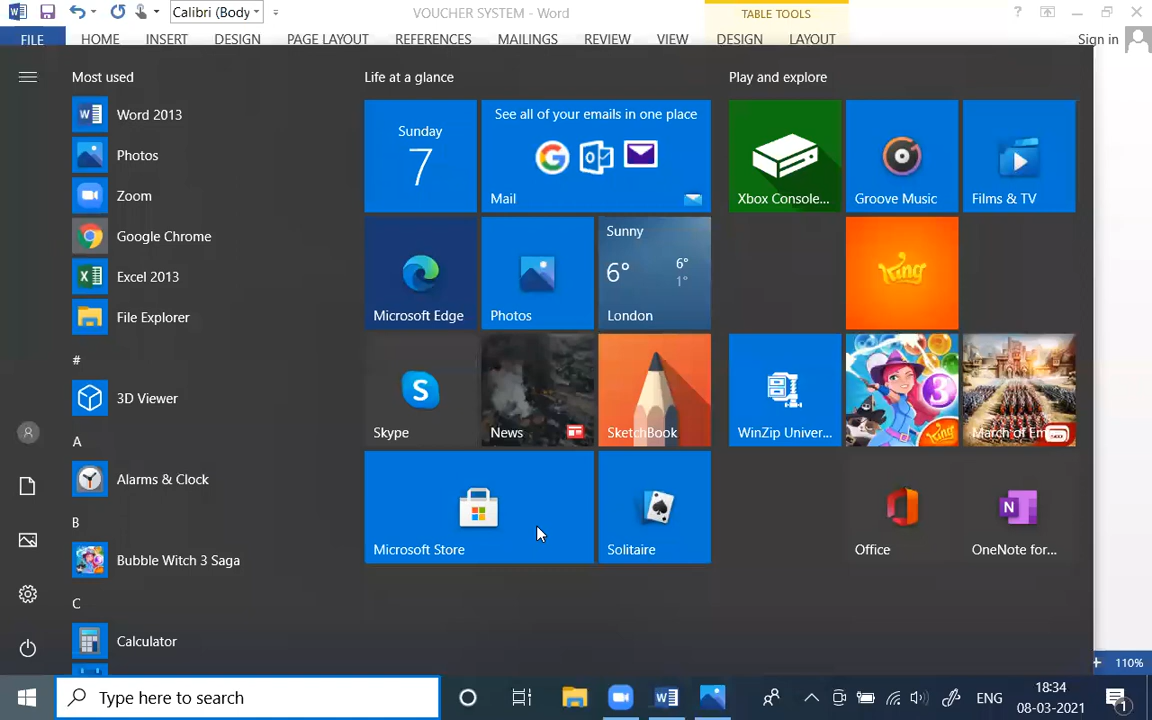 Calibri (Body
VOUCHER SYSTEM - Word
TABLE TOOLS
?
FILE HOME INSERT DESIGN PAGE LAYOUT REFERENCES MAILINGS REVIEW VIEW DESIGN LAYOUT Sign in
Most used
Word 2013
Photos
Zoom
Google Chrome
Excel 2013
File Explorer
#
3D Viewer
A
Alarms & Clock
B
Bubble Witch 3 Saga
C
Calculator
Life at a glance
Sunday
7
See all of your emails in one place
Mail
Microsoft Edge
Photos
Sunny
6° 6°
1°
London
Skype
News
SketchBook
Microsoft Store
Solitaire
Play and explore
Xbox Console...
Groove Music
Films & TV
King
WinZip Univer...
3
King
March of Em
Office
N
OneNote for...
110%
Type here to search
ENG
18:34
08-03-2021
1